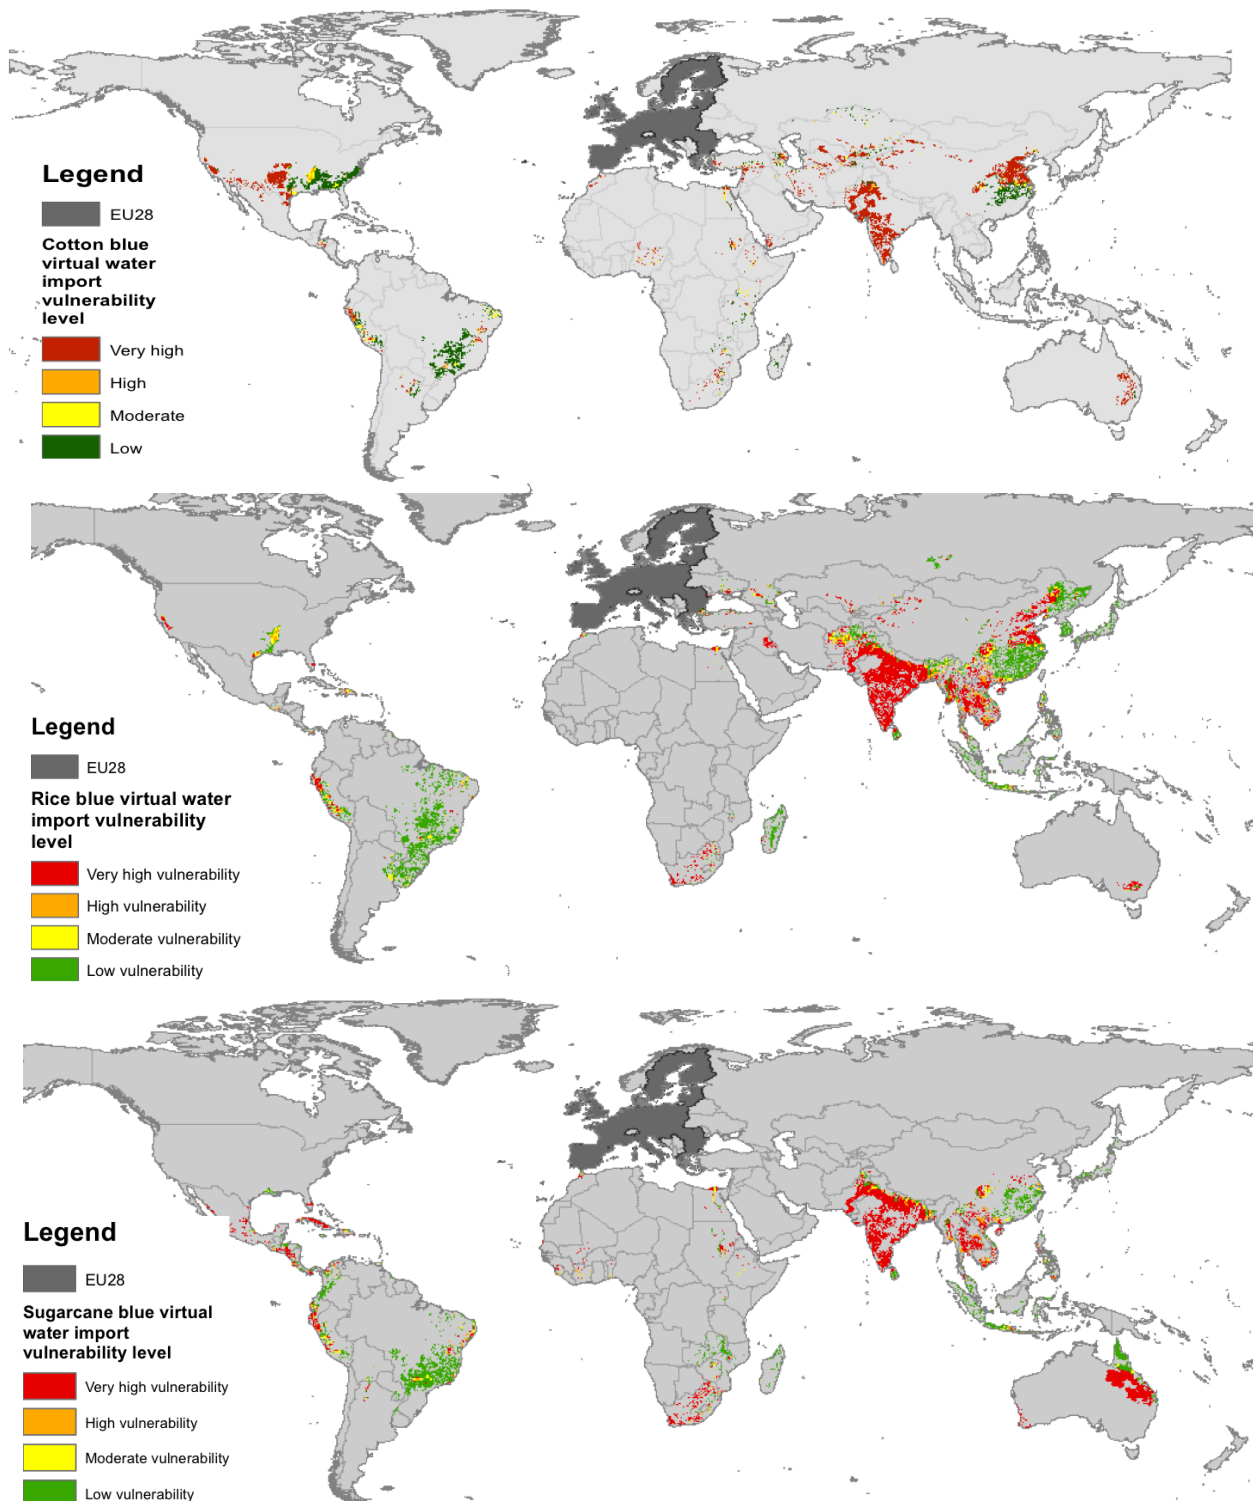 Legend
EU28
Cotton blue
virtual water
import
vulnerability
level
Very high
High
Moderate
Low
Legend
EU28
Rice blue virtual water
import vulnerability
level
Very high vulnerability
High vulnerability
Moderate vulnerability
Low vulnerability
Legend
EU28
Sugarcane blue virtual
water import
vulnerability level
Very high vulnerability
High vulnerability
Moderate vulnerability
Low vulnerability